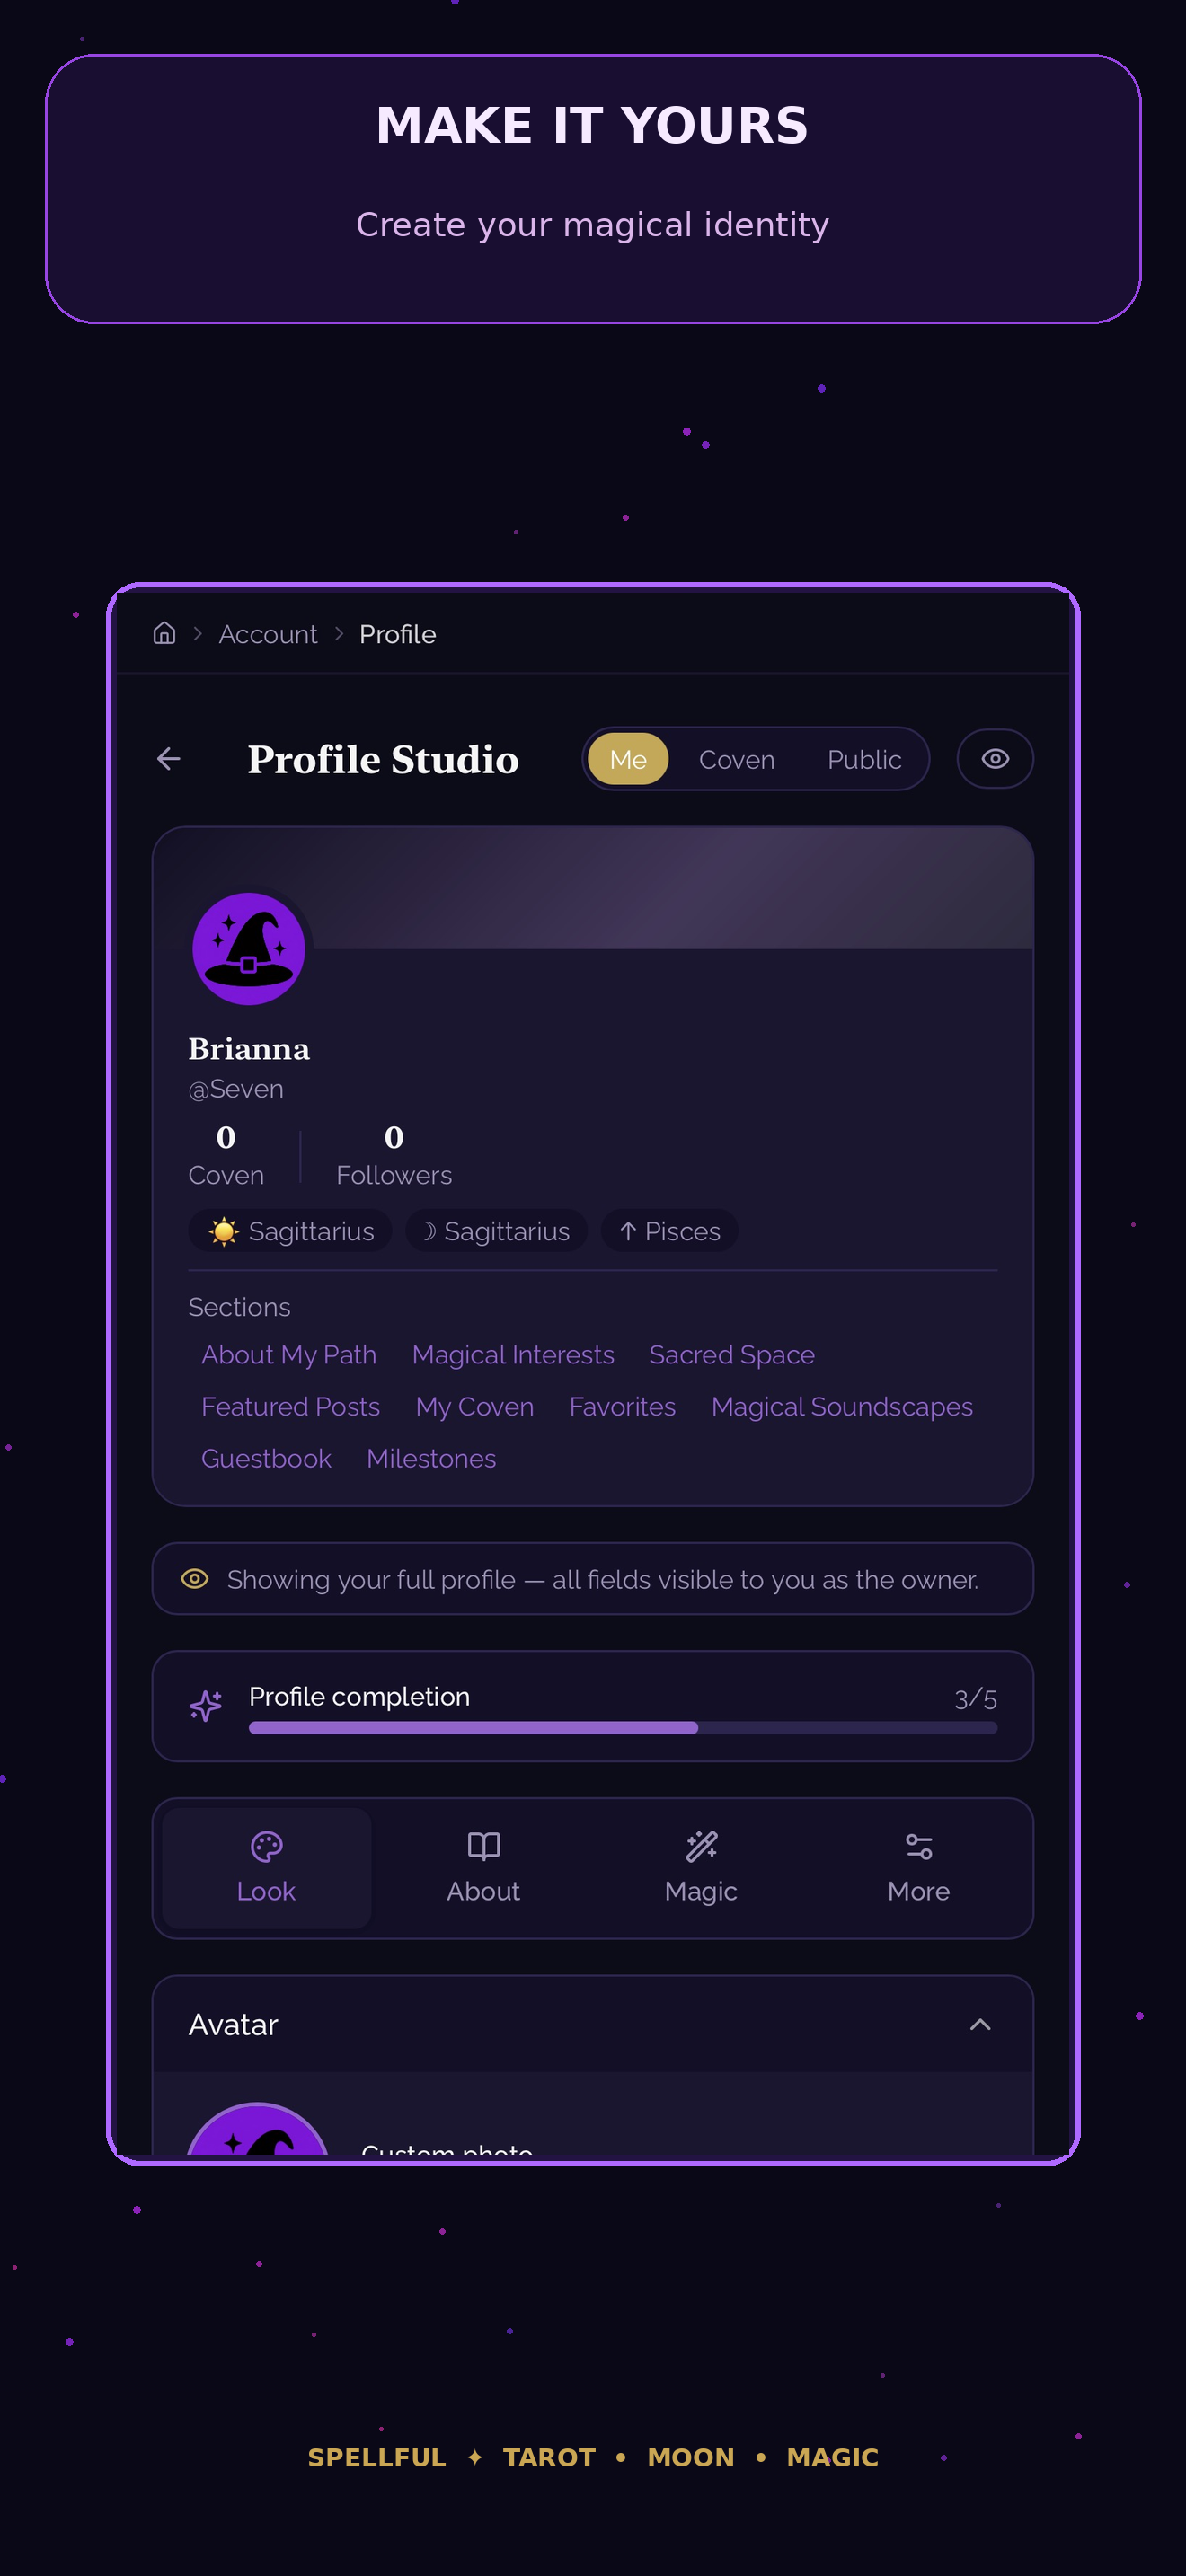 MAKE IT YOURS
Create your magical identity
Account > Profile
Profile Studio Me Coven Public
Brianna
@Seven
0 0
Coven Followers
☀️ Sagittarius ☽ Sagittarius ↑ Pisces
Sections
About My Path Magical Interests Sacred Space
Featured Posts My Coven Favorites Magical Soundscapes
Guestbook Milestones
Showing your full profile — all fields visible to you as the owner.
Profile completion 3/5
Look About Magic More
Avatar
Custom photo
SPELLFUL ✦ TAROT • MOON • MAGIC